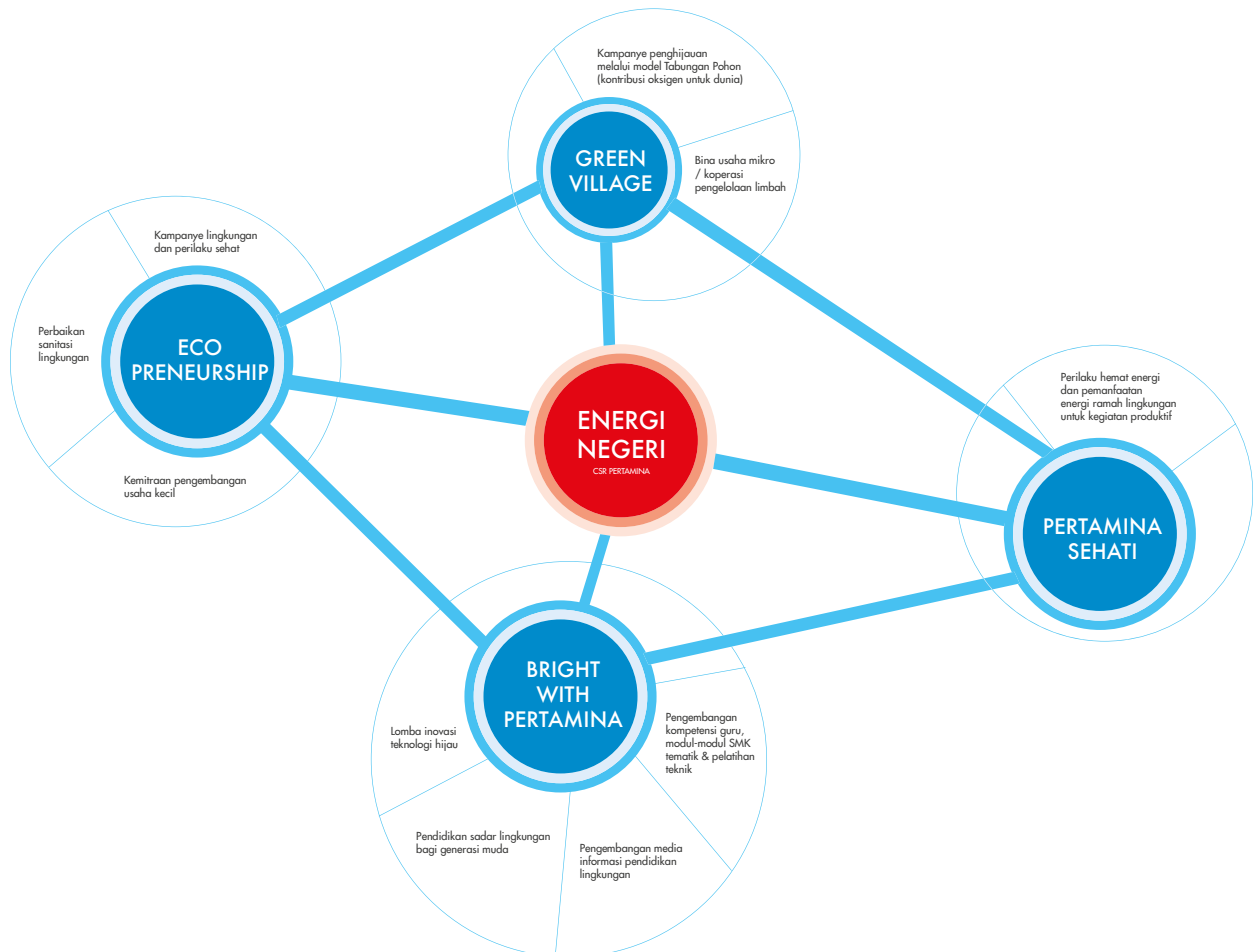 Kampanye penghijauan
melalui model Tabungan Pohon
(kontribusi oksigen untuk dunia)
GREEN
VILLAGE
Bina usaha mikro
/ koperasi
pengelolaan limbah
Kampanye lingkungan
dan perilaku sehat
Perbaikan
sanitasi
lingkungan
ECO
PRENEURSHIP
Kemitraan pengembangan
usaha kecil
ENERGI
NEGERI
CSR PERTAMINA
Perilaku hemat energi
dan pemanfaatan
energi ramah lingkungan
untuk kegiatan produktif
PERTAMINA
SEHATI
BRIGHT
WITH
PERTAMINA
Lomba inovasi
teknologi hijau
Pengembangan
kompetensi guru,
modul-modul SMK
tematik & pelatihan
teknik
Pendidikan sadar lingkungan
bagi generasi muda
Pengembangan media
informasi pendidikan
lingkungan